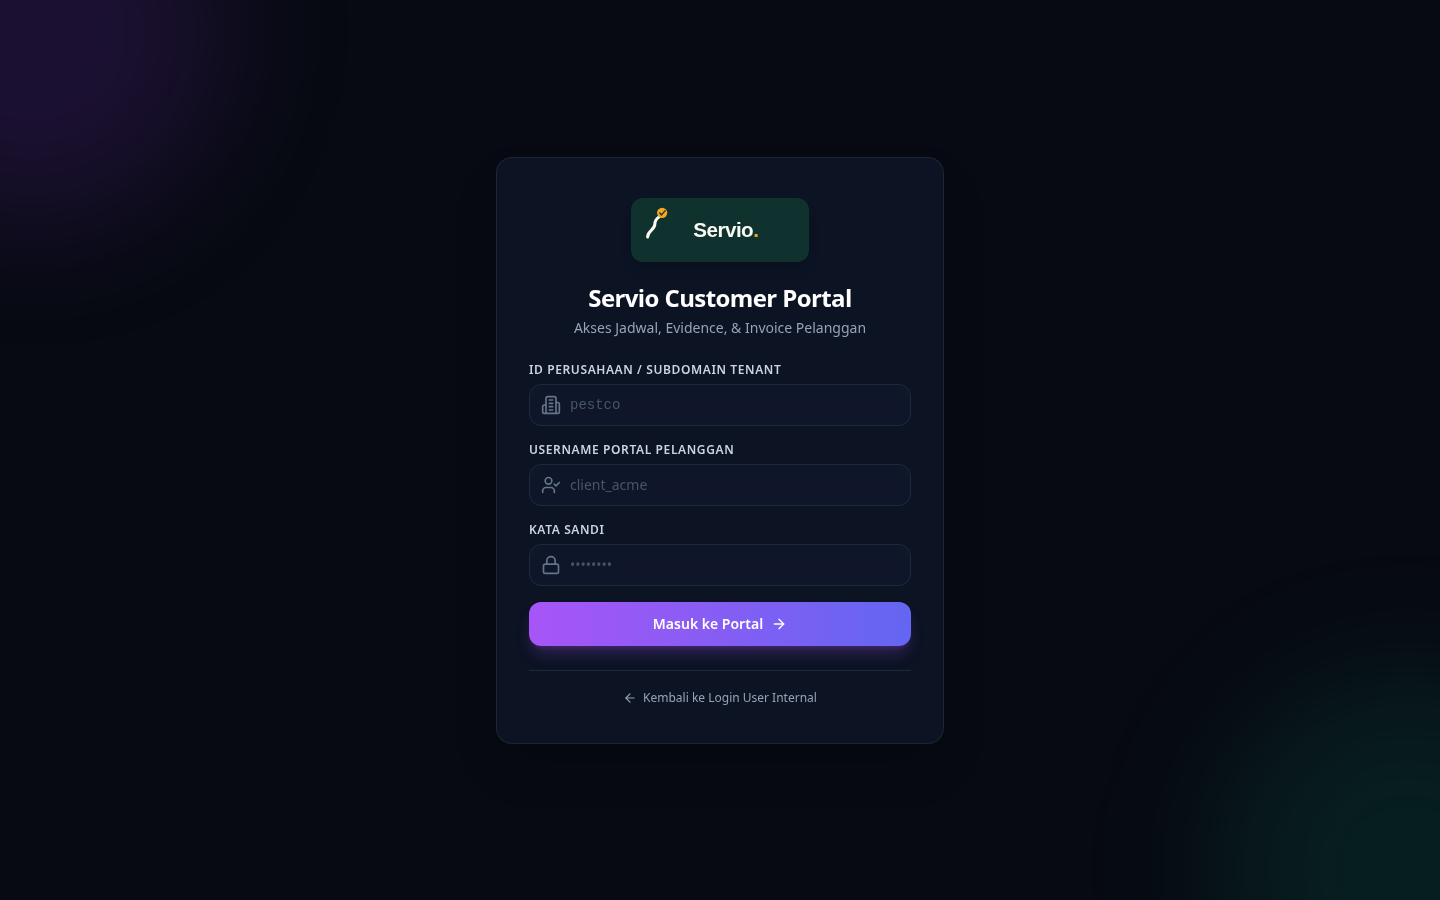 Servio.
Servio Customer Portal
Akses Jadwal, Evidence, & Invoice Pelanggan
ID PERUSAHAAN / SUBDOMAIN TENANT
pestco
USERNAME PORTAL PELANGGAN
client_acme
KATA SANDI
••••••••
Masuk ke Portal →
← Kembali ke Login User Internal